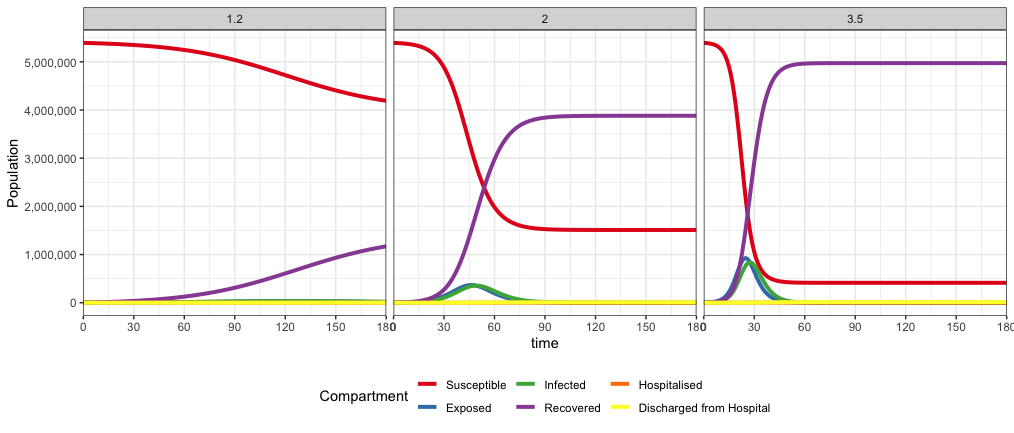 1.2 2 3.5
Population
5,000,000
4,000,000
3,000,000
2,000,000
1,000,000
0
0 30 60 90 120 150 180 0 30 60 90 120 150 180 0 30 60 90 120 150 180
time
Compartment
Susceptible Infected Hospitalised
Exposed Recovered Discharged from Hospital